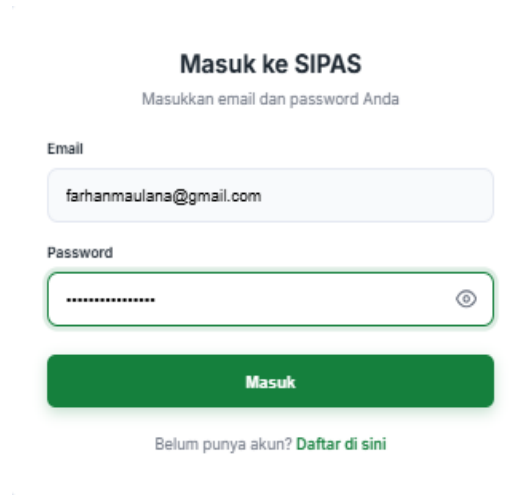 Masuk ke SIPAS
Masukkan email dan password Anda
Email
farhanmaulana@gmail.com
Password
••••••••••••••••
Masuk
Belum punya akun? Daftar di sini